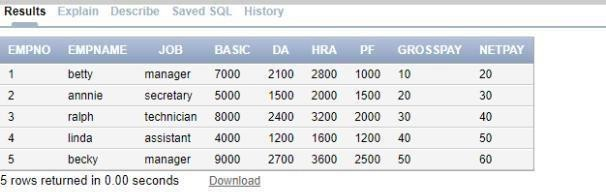 Results Explain Describe Saved SQL History
EMPNO EMPNAME JOB BASIC DA HRA PF GROSSPAY NETPAY
1 betty manager 7000 2100 2800 1000 10 20
2 annnie secretary 5000 1500 2000 1500 20 30
3 ralph technician 8000 2400 3200 2000 30 40
4 linda assistant 4000 1200 1600 1200 40 50
5 becky manager 9000 2700 3600 2500 50 60
5 rows returned in 0.00 seconds Download